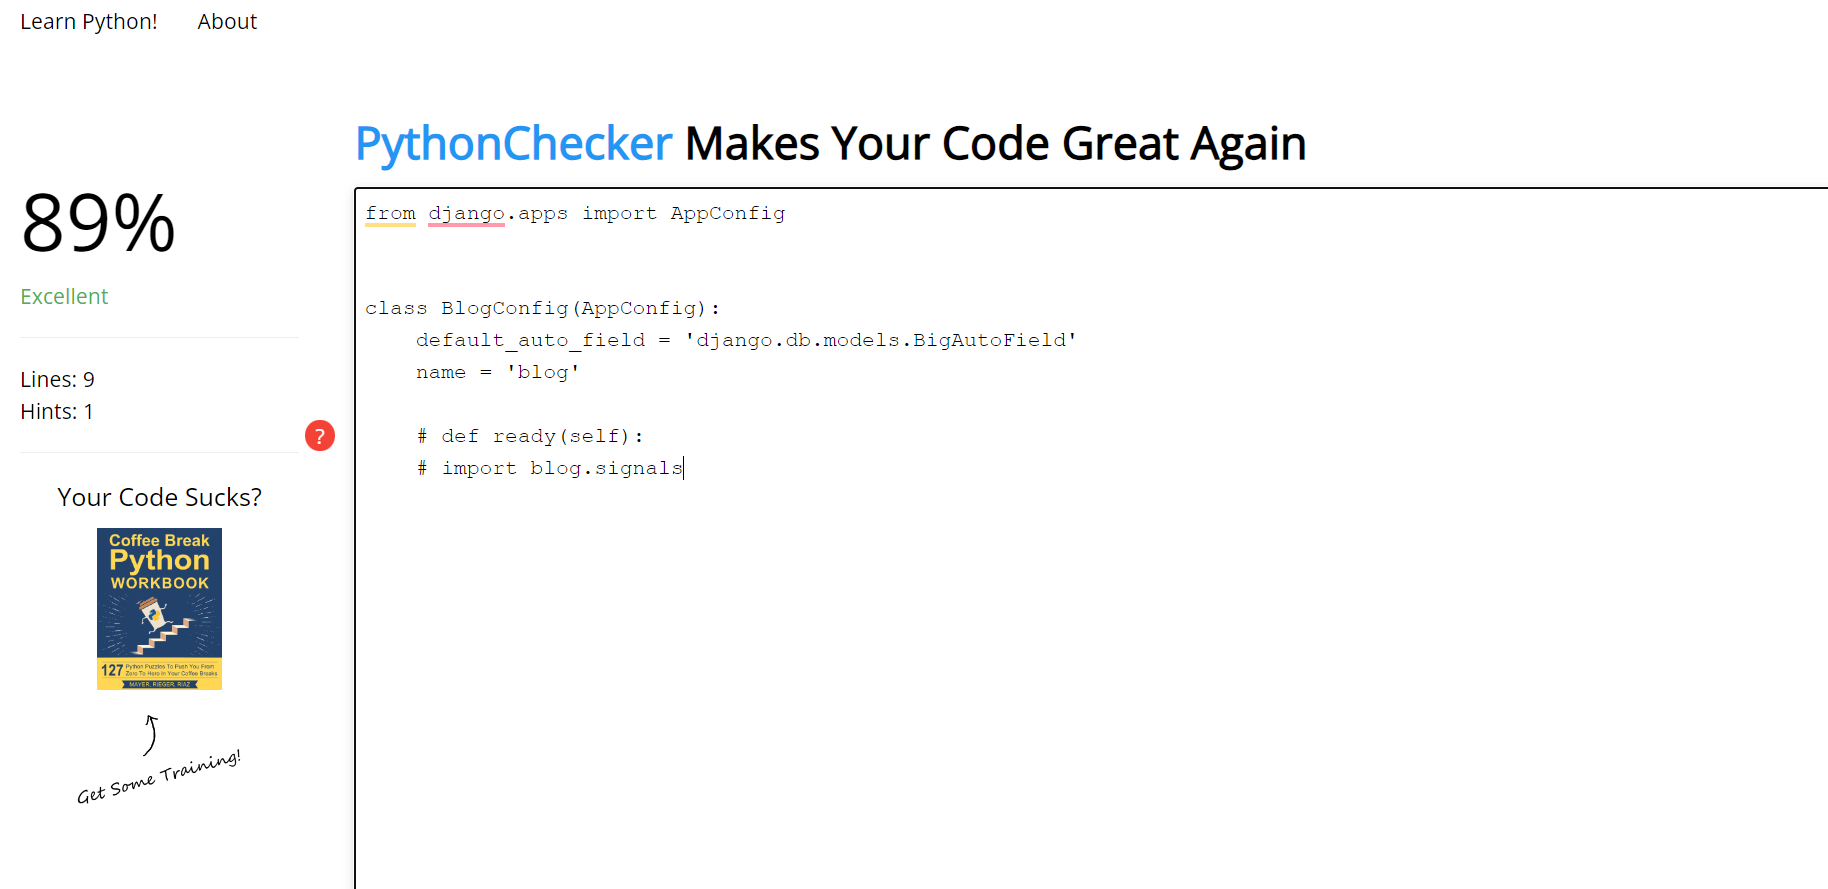 Learn Python! About
PythonChecker Makes Your Code Great Again
89%
Excellent
Lines: 9
Hints: 1
?
Your Code Sucks?
Coffee Break
Python
WORKBOOK
127 Python Puzzles To Push You From
Zero To Hero in Your Coffee Breaks
MAYER, RIEGER, RIAZ
Get Some Training!
from django.apps import AppConfig
class BlogConfig(AppConfig):
    default_auto_field = 'django.db.models.BigAutoField'
    name = 'blog'
    # def ready(self):
    # import blog.signals